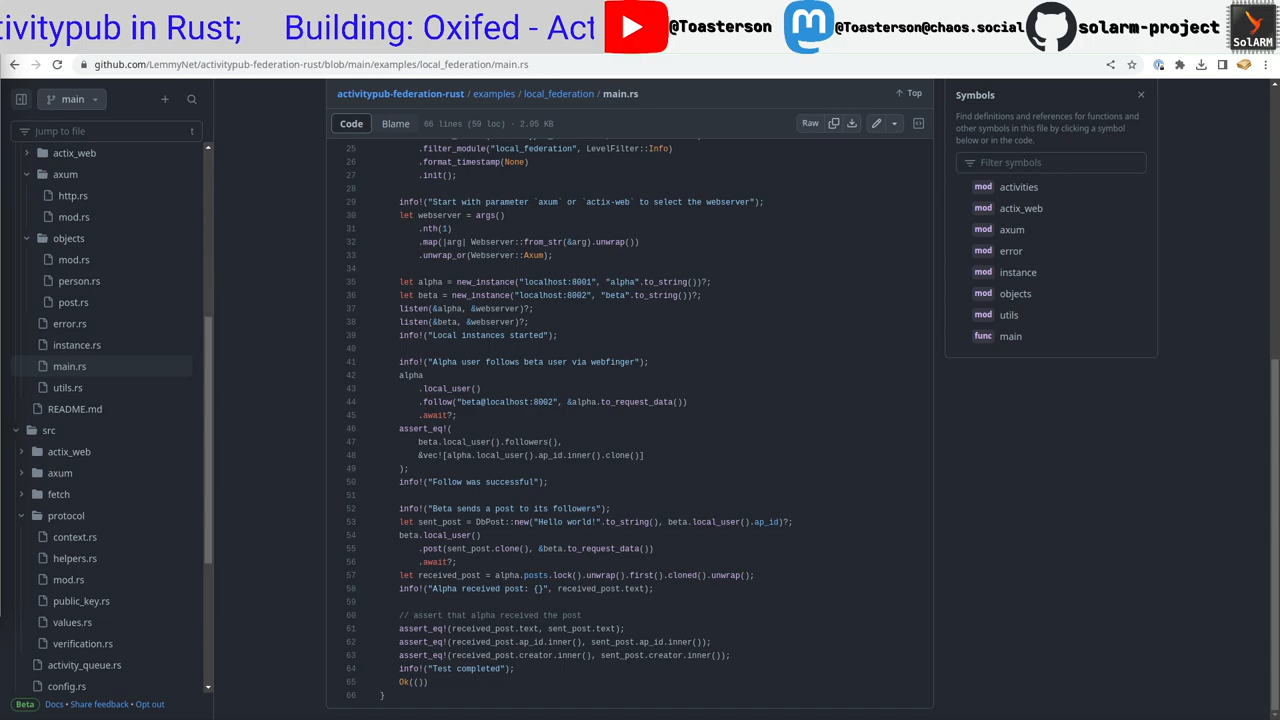 tivitypub in Rust; Building: Oxifed - Act
@Toasterson @Toasterson@chaos.social solarm-project
SolARM
github.com/LemmyNet/activitypub-federation-rust/blob/main/examples/local_federation/main.rs
main
Jump to file t
actix_web
axum
http.rs
mod.rs
objects
mod.rs
person.rs
post.rs
error.rs
instance.rs
main.rs
utils.rs
README.md
src
actix_web
axum
fetch
protocol
context.rs
helpers.rs
mod.rs
public_key.rs
values.rs
verification.rs
activity_queue.rs
config.rs
Beta Docs · Share feedback · Opt out
activitypub-federation-rust / examples / local_federation / main.rs
Top
Code Blame 66 lines (59 loc) · 2.05 KB
Raw
25 .filter_module("local_federation", LevelFilter::Info)
26 .format_timestamp(None)
27 .init();
28
29 info!("Start with parameter `axum` or `actix-web` to select the webserver");
30 let webserver = args()
31 .nth(1)
32 .map(|arg| Webserver::from_str(&arg).unwrap())
33 .unwrap_or(Webserver::Axum);
34
35 let alpha = new_instance("localhost:8001", "alpha".to_string())?;
36 let beta = new_instance("localhost:8002", "beta".to_string())?;
37 listen(&alpha, &webserver)?;
38 listen(&beta, &webserver)?;
39 info!("Local instances started");
40
41 info!("Alpha user follows beta user via webfinger");
42 alpha
43 .local_user()
44 .follow("beta@localhost:8002", &alpha.to_request_data())
45 .await?;
46 assert_eq!(
47 beta.local_user().followers(),
48 &vec![alpha.local_user().ap_id.inner().clone()]
49 );
50 info!("Follow was successful");
51
52 info!("Beta sends a post to its followers");
53 let sent_post = DbPost::new("Hello world!".to_string(), beta.local_user().ap_id)?;
54 beta.local_user()
55 .post(sent_post.clone(), &beta.to_request_data())
56 .await?;
57 let received_post = alpha.posts.lock().unwrap().first().cloned().unwrap();
58 info!("Alpha received post: {}", received_post.text);
59
60 // assert that alpha received the post
61 assert_eq!(received_post.text, sent_post.text);
62 assert_eq!(received_post.ap_id.inner(), sent_post.ap_id.inner());
63 assert_eq!(received_post.creator.inner(), sent_post.creator.inner());
64 info!("Test completed");
65 Ok(())
66 }
Symbols
Find definitions and references for functions and
other symbols in this file by clicking a symbol
below or in the code.
Filter symbols
mod activities
mod actix_web
mod axum
mod error
mod instance
mod objects
mod utils
func main